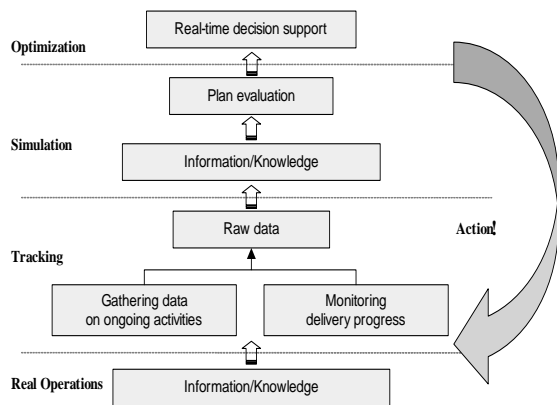 Real-time decision support
Optimization
Plan evaluation
Simulation
Information/Knowledge
Raw data
Action!
Tracking
Gathering data
on ongoing activities
Monitoring
delivery progress
Real Operations
Information/Knowledge